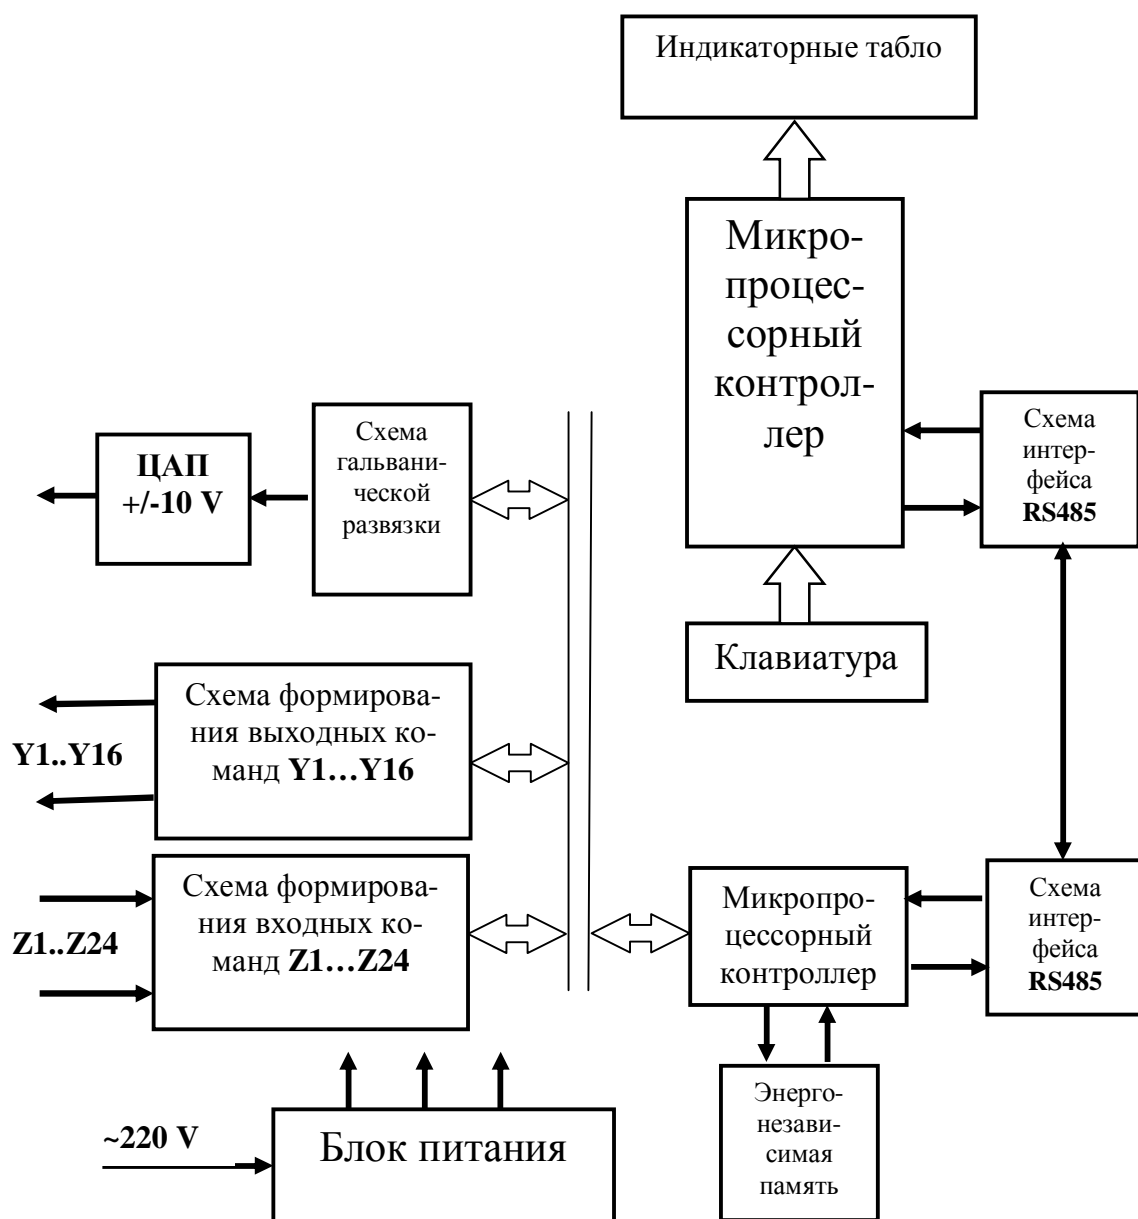 Индикаторные табло
Микро-
процес-
сорный
контрол-
лер
Схема
интер-
фейса
RS485
Схема
гальвани-
ческой
развязки
ЦАП
+/-10 V
Клавиатура
Схема формирова-
ния выходных ко-
манд Y1...Y16
Y1..Y16
Схема формирова-
ния входных ко-
манд Z1...Z24
Z1..Z24
Микропро-
цессорный
контроллер
Схема
интер-
фейса
RS485
Энерго-
незави-
симая
память
~220 V
Блок питания